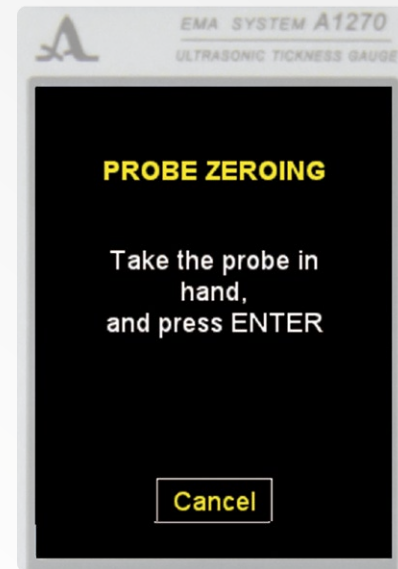 EMA SYSTEM A1270
ULTRASONIC TICKNESS GAUGE
PROBE ZEROING
Take the probe in
hand,
and press ENTER
Cancel